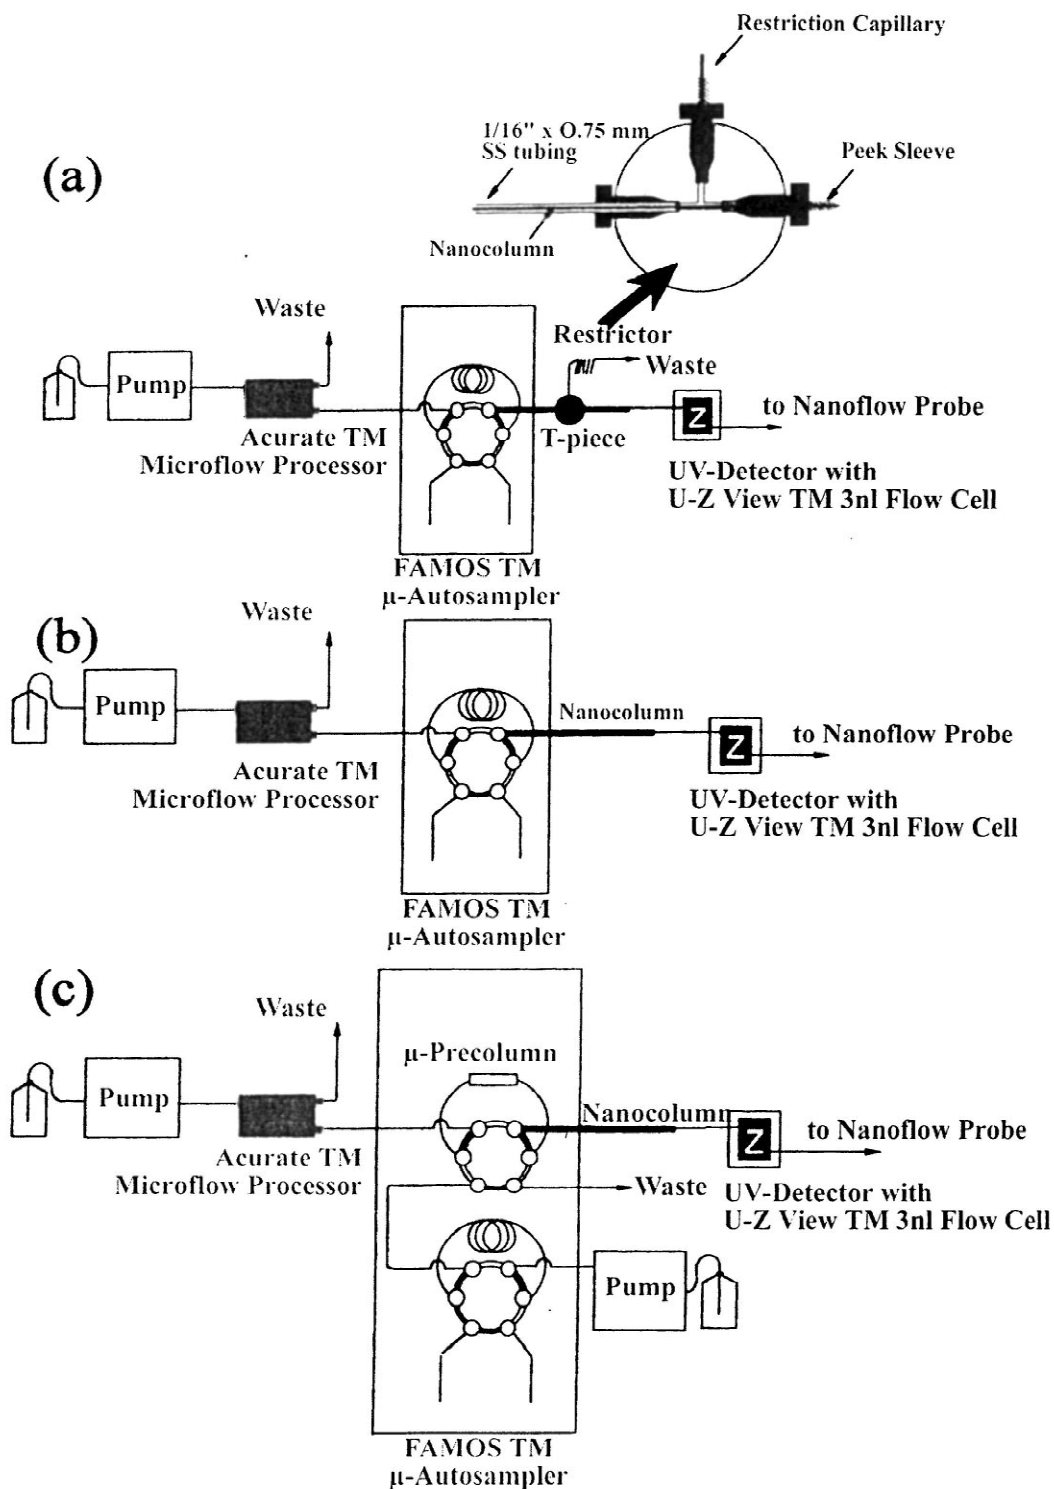 Restriction Capillary
1/16" x O.75 mm
SS tubing
Peek Sleeve
(a)
Nanocolumn
Waste
Restrictor
Waste
Pump
to Nanoflow Probe
Z
T-piece
Acurate TM
Microflow Processor
UV-Detector with
U-Z View TM 3nl Flow Cell
FAMOS TM
µ-Autosampler
(b)
Waste
Pump
Nanocolumn
to Nanoflow Probe
Z
Acurate TM
Microflow Processor
UV-Detector with
U-Z View TM 3nl Flow Cell
FAMOS TM
µ-Autosampler
(c)
Waste
µ-Precolumn
Pump
Nanocolumn
to Nanoflow Probe
Z
Acurate TM
Microflow Processor
Waste
UV-Detector with
U-Z View TM 3nl Flow Cell
Pump
FAMOS TM
µ-Autosampler